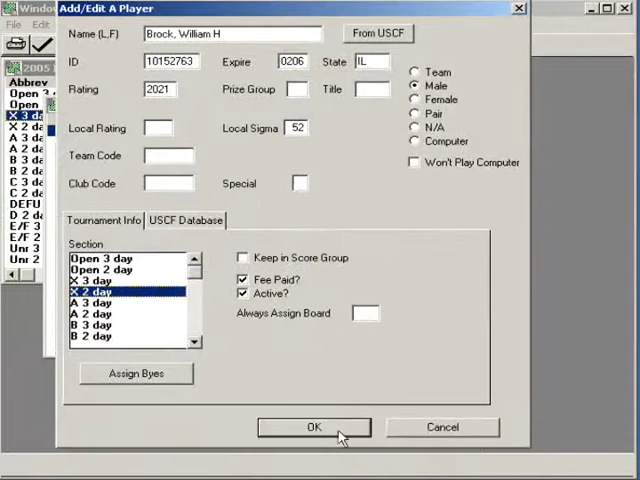 Window
Add/Edit A Player
File Edit
Name (L,F) Brock, William H From USCF
ID 10152763 Expire 0206 State IL
Rating 2021 Prize Group Title
Team
Male
Female
Pair
N/A
Computer
Won't Play Computer
Local Rating Local Sigma 52
Team Code
Club Code Special
Tournament Info USCF Database
Section
Open 3 day
Open 2 day
X 3 day
X 2 day
A 3 day
A 2 day
B 3 day
B 2 day
Keep in Score Group
Fee Paid?
Active?
Always Assign Board
Assign Byes
OK Cancel
2005
Abbrev
Open 3
Open
X 3 da
X 2 da
A 3 da
A 2 da
B 3 da
B 2 da
C 3 da
C 2 da
DEFU
D 2 da
E/F 3
E/F 2
Unr 3
Unr 2